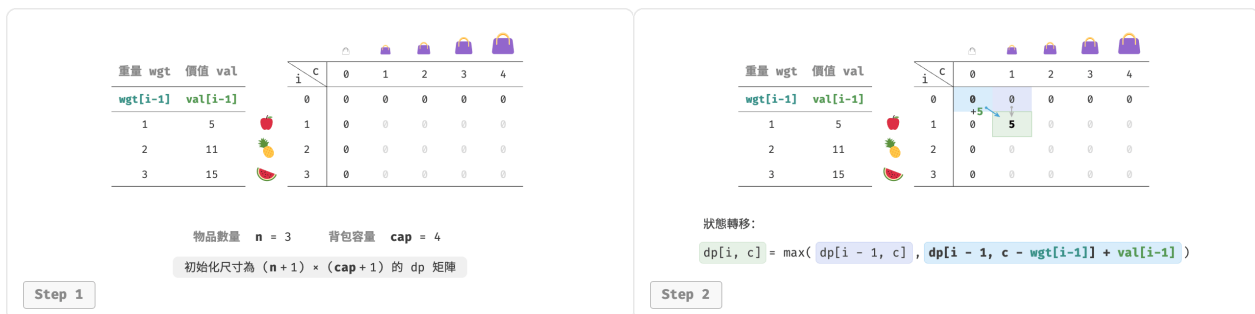 重量 wgt 價值 val i c 0 1 2 3 4
wgt[i-1] val[i-1] 0 0 0 0 0 0
1 5 1 0 0 0 0 0
2 11 2 0 0 0 0 0
3 15 3 0 0 0 0 0
物品數量 n = 3 背包容量 cap = 4
初始化尺寸為 (n + 1) × (cap + 1) 的 dp 矩陣
Step 1
重量 wgt 價值 val i c 0 1 2 3 4
wgt[i-1] val[i-1] 0 0 0 0 0 0
+5
1 5 1 0 5 0 0 0
2 11 2 0 0 0 0 0
3 15 3 0 0 0 0 0
狀態轉移：
dp[i, c] = max( dp[i - 1, c] , dp[i - 1, c - wgt[i-1]] + val[i-1] )
Step 2